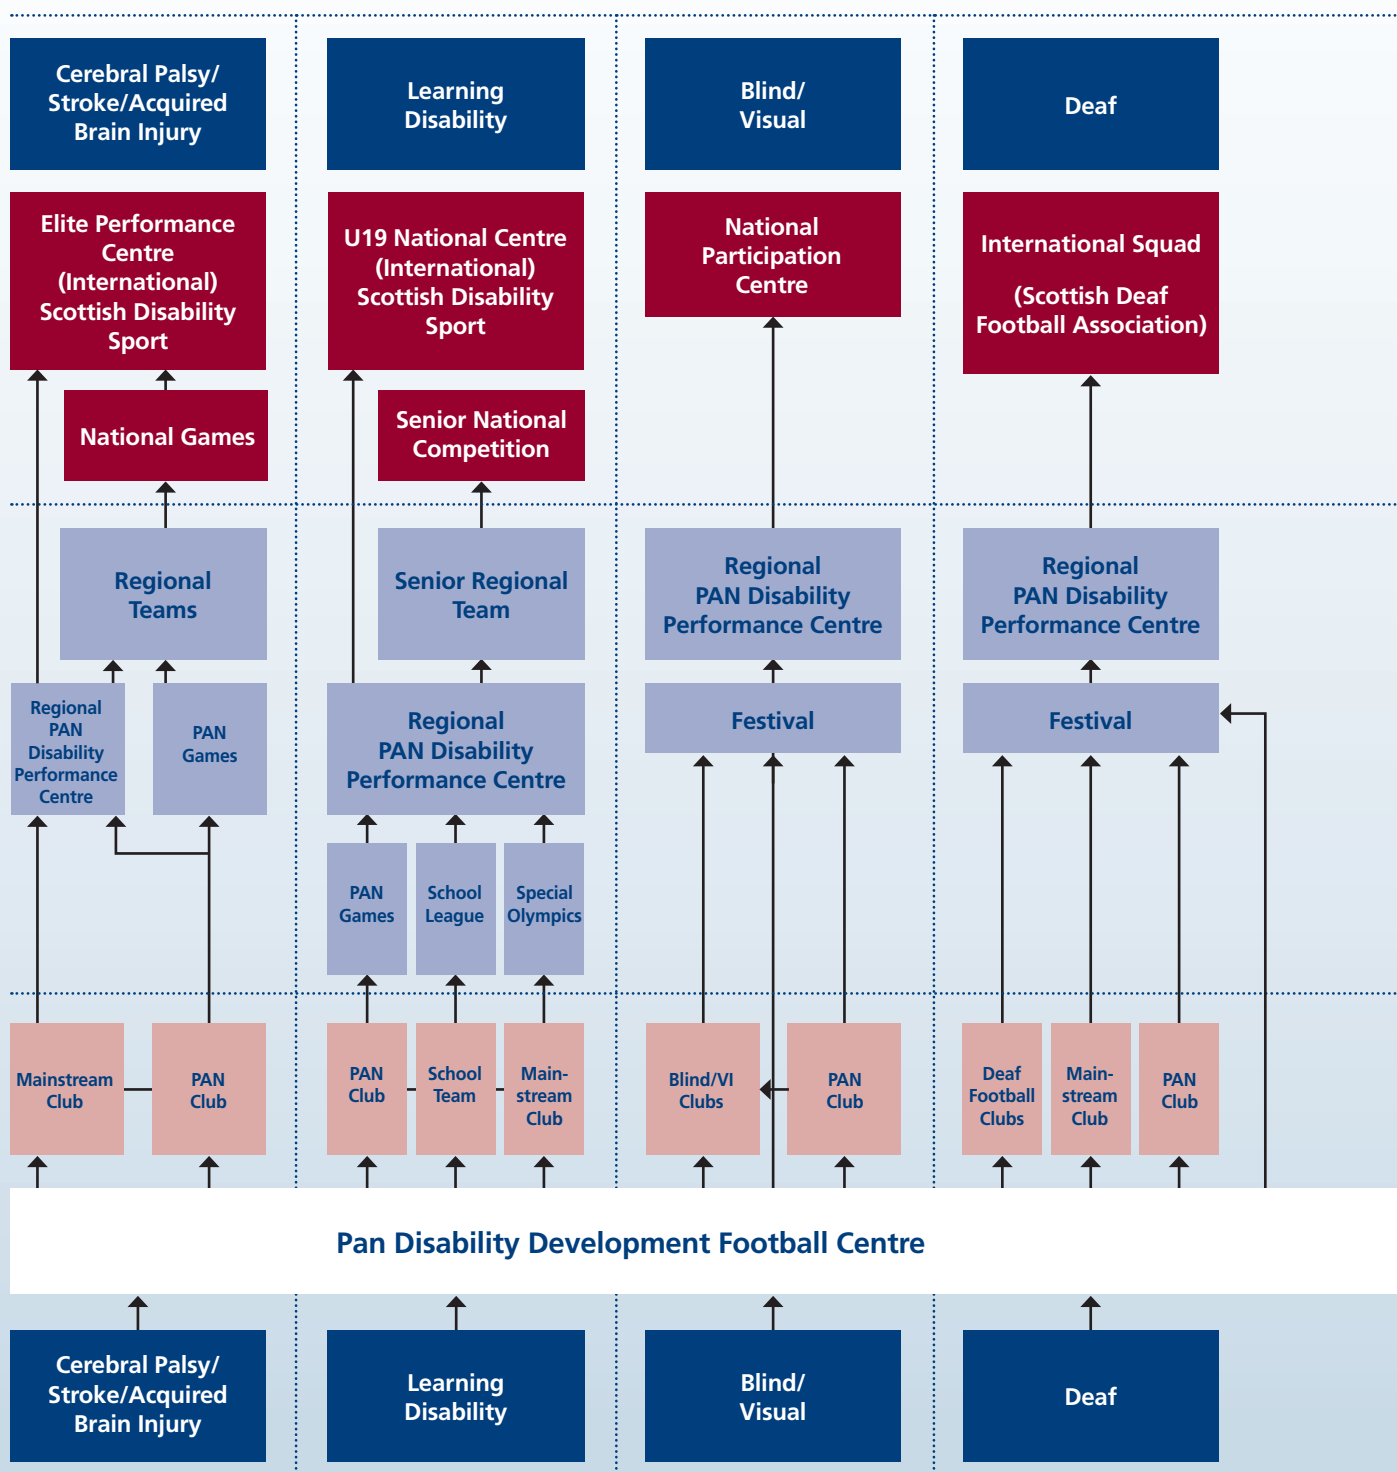 Cerebral Palsy/
Stroke/Acquired
Brain Injury
Learning
Disability
Blind/
Visual
Deaf
Elite Performance
Centre
(International)
Scottish Disability
Sport
U19 National Centre
(International)
Scottish Disability
Sport
National
Participation
Centre
International Squad
(Scottish Deaf
Football Association)
National Games
Senior National
Competition
Regional
Teams
Senior Regional
Team
Regional
PAN Disability
Performance Centre
Regional
PAN Disability
Performance Centre
Regional
PAN
Disability
Performance
Centre
PAN
Games
Regional
PAN Disability
Performance Centre
Festival
Festival
PAN
Games
School
League
Special
Olympics
Mainstream
Club
PAN
Club
PAN
Club
School
Team
Main-
stream
Club
Blind/VI
Clubs
PAN
Club
Deaf
Football
Clubs
Main-
stream
Club
PAN
Club
Pan Disability Development Football Centre
Cerebral Palsy/
Stroke/Acquired
Brain Injury
Learning
Disability
Blind/
Visual
Deaf